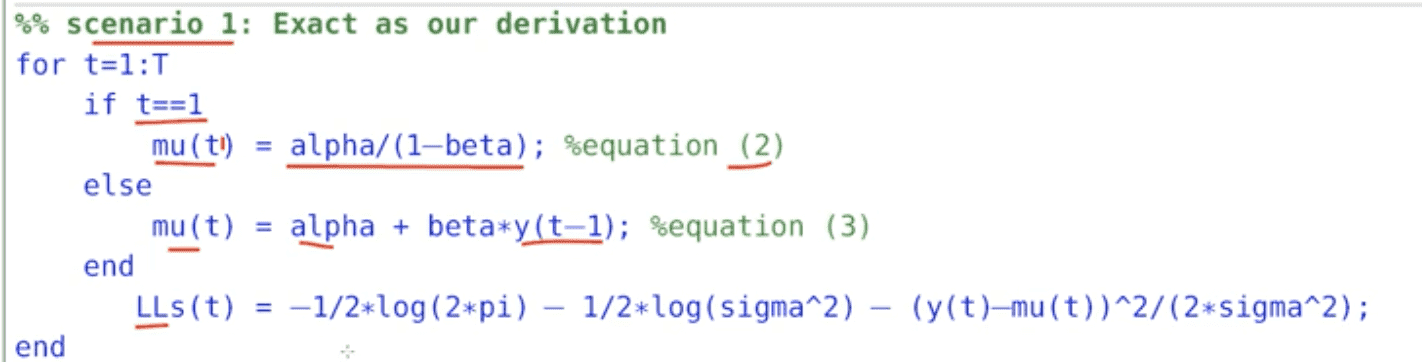 %% scenario 1: Exact as our derivation
for t=1:T
if t==1
mu(t) = alpha/(1−beta); %equation (2)
else
mu(t) = alpha + beta*y(t−1); %equation (3)
end
LLs(t) = −1/2*log(2*pi) − 1/2*log(sigma^2) − (y(t)−mu(t))^2/(2*sigma^2);
end